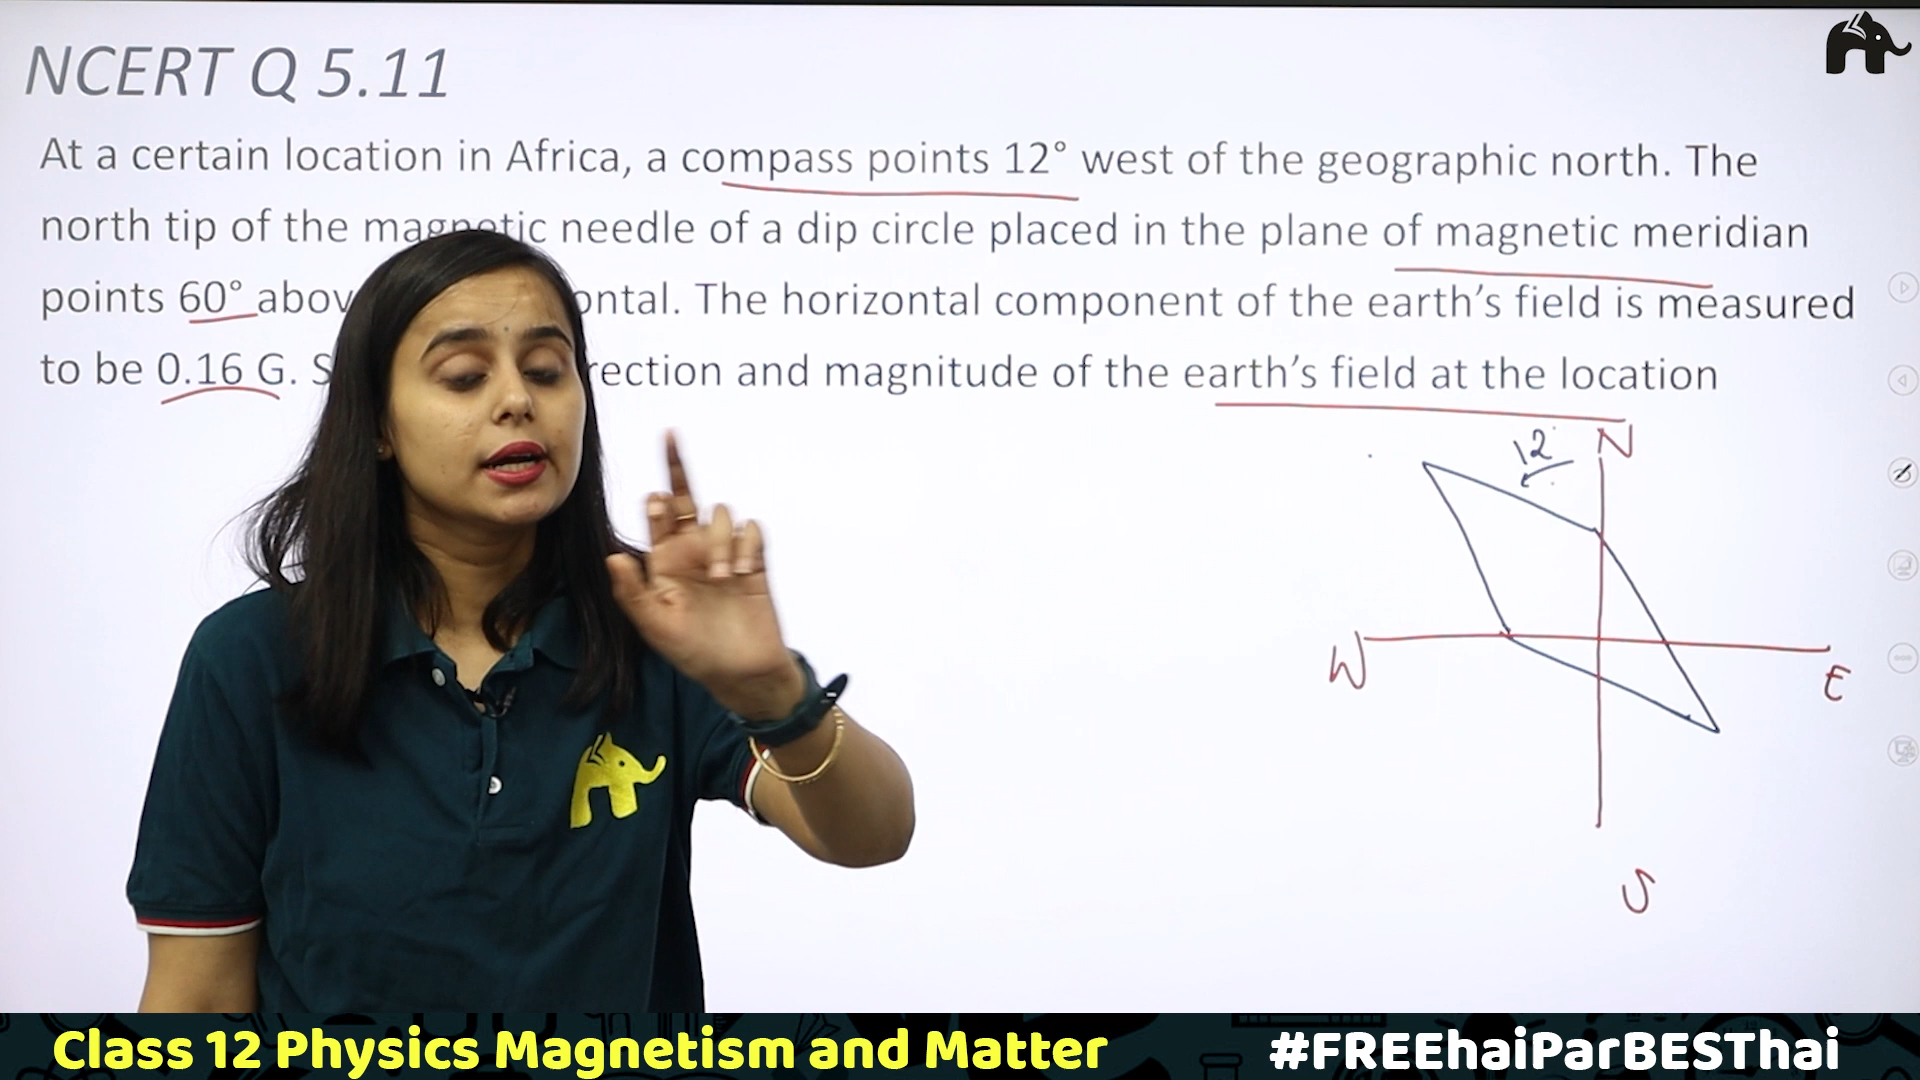 NCERT Q 5.11
At a certain location in Africa, a compass points 12° west of the geographic north. The
north tip of the magnetic needle of a dip circle placed in the plane of magnetic meridian
points 60° abov ontal. The horizontal component of the earth's field is measured
to be 0.16 G. S rection and magnitude of the earth's field at the location
N
12°
W
E
S
Class 12 Physics Magnetism and Matter
#FREEhaiParBESThai